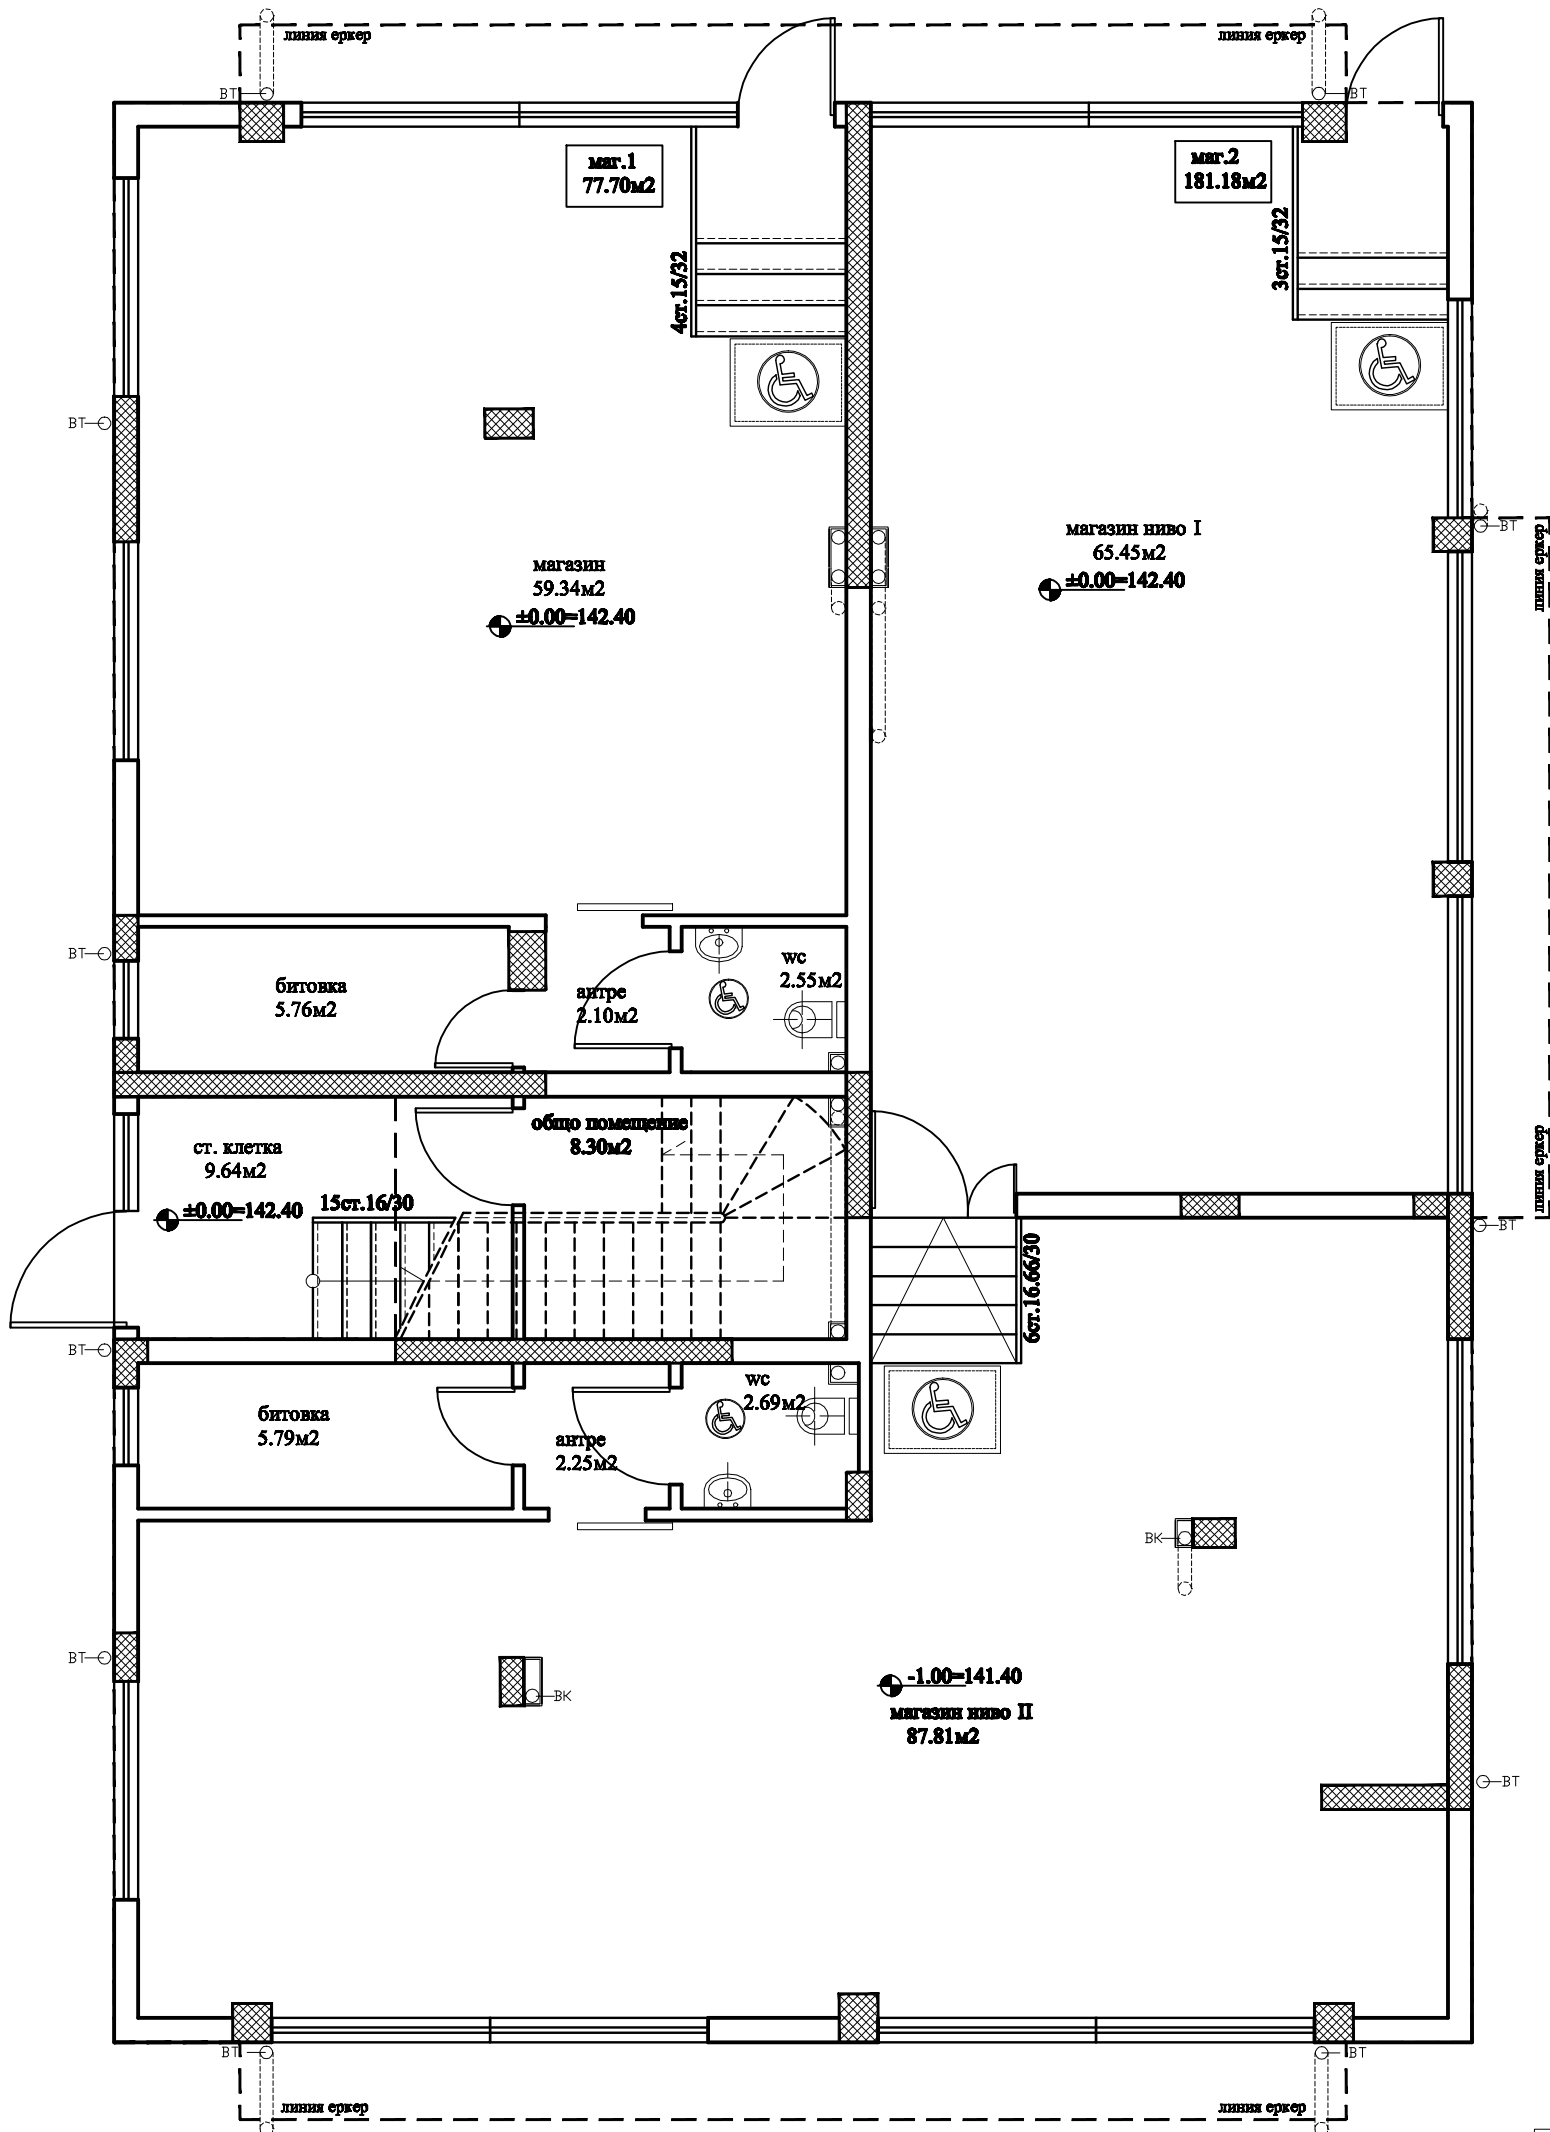 линия еркер
линия еркер
ВТ
ВТ
маг.1
77.70м2
маг.2
181.18м2
4ст.15/32
3ст.15/32
ВТ
магазин ниво I
65.45м2
±0.00=142.40
ВТ
линия еркер
магазин
59.34м2
±0.00=142.40
ВТ
битовка
5.76м2
антре
2.10м2
wc
2.55м2
общо помещение
8.30м2
ст. клетка
9.64м2
±0.00=142.40
15ст.16/30
линия еркер
ВТ
6ст.16.66/30
ВТ
битовка
5.79м2
антре
2.25м2
wc
2.69м2
ВК
ВТ
ВК
-1.00=141.40
магазин ниво II
87.81м2
ВТ
ВТ
ВТ
линия еркер
линия еркер